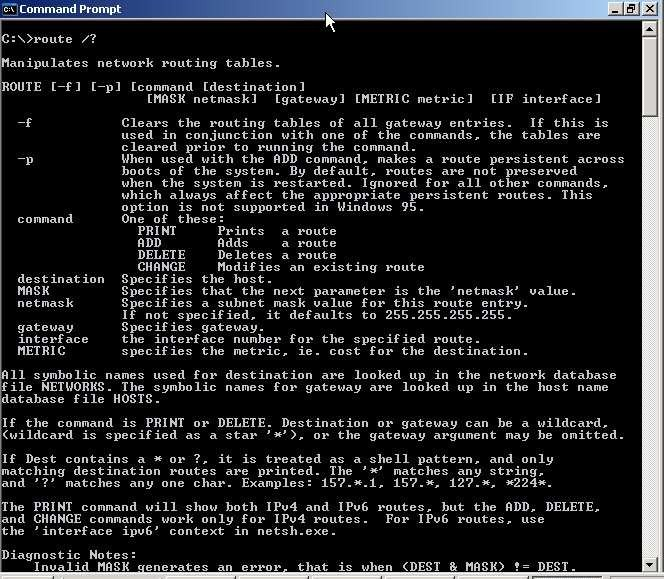 Command Prompt
C:\>route /?
Manipulates network routing tables.
ROUTE [-f] [-p] [command [destination]
[MASK netmask] [gateway] [METRIC metric] [IF interface]
-f Clears the routing tables of all gateway entries. If this is
used in conjunction with one of the commands, the tables are
cleared prior to running the command.
-p When used with the ADD command, makes a route persistent across
boots of the system. By default, routes are not preserved
when the system is restarted. Ignored for all other commands,
which always affect the appropriate persistent routes. This
option is not supported in Windows 95.
command One of these:
PRINT Prints a route
ADD Adds a route
DELETE Deletes a route
CHANGE Modifies an existing route
destination Specifies the host.
MASK Specifies that the next parameter is the 'netmask' value.
netmask Specifies a subnet mask value for this route entry.
If not specified, it defaults to 255.255.255.255.
gateway Specifies gateway.
interface the interface number for the specified route.
METRIC specifies the metric, ie. cost for the destination.
All symbolic names used for destination are looked up in the network database
file NETWORKS. The symbolic names for gateway are looked up in the host name
database file HOSTS.
If the command is PRINT or DELETE. Destination or gateway can be a wildcard,
(wildcard is specified as a star '*'), or the gateway argument may be omitted.
If Dest contains a * or ?, it is treated as a shell pattern, and only
matching destination routes are printed. The '*' matches any string,
and '?' matches any one char. Examples: 157.*.1, 157.*, 127.*, *224*.
The PRINT command will show both IPv4 and IPv6 routes, but the ADD, DELETE,
and CHANGE commands work only for IPv4 routes. For IPv6 routes, use
the 'interface ipv6' context in netsh.exe.
Diagnostic Notes:
Invalid MASK generates an error, that is when (DEST & MASK) != DEST.